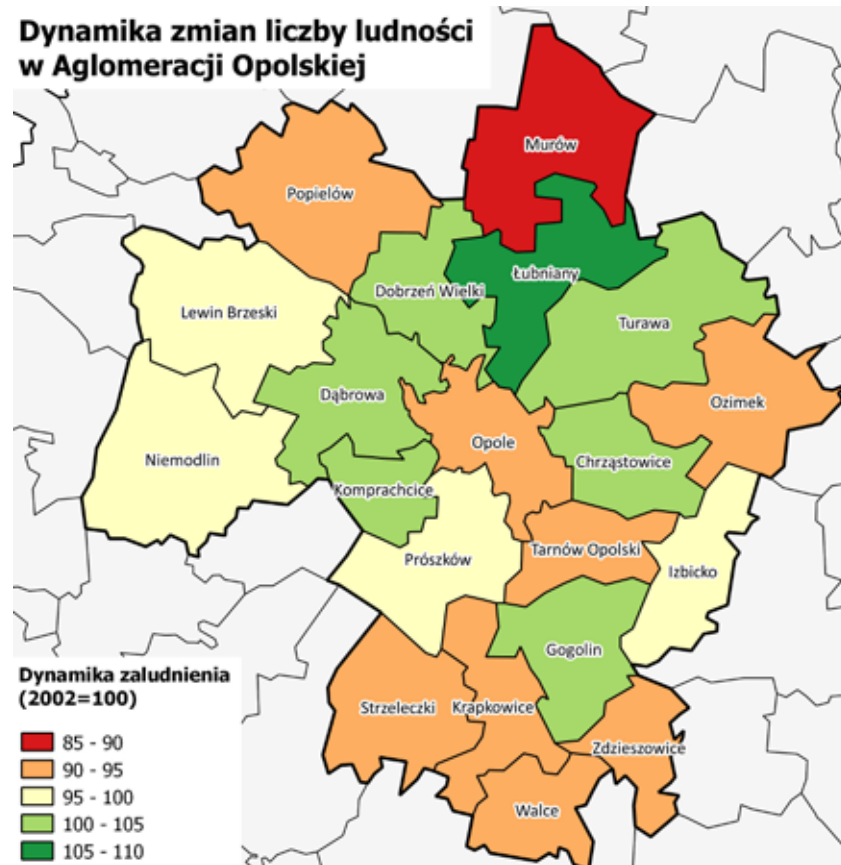 Dynamika zmian liczby ludności
w Aglomeracji Opolskiej
Murów
Popielów
Łubniany
Dobrzeń Wielki
Lewin Brzeski
Turawa
Dąbrowa
Ozimek
Opole
Niemodlin
Chrząstowice
Komprachcice
Tarnów Opolski
Prószków
Izbicko
Gogolin
Strzeleczki
Krapkowice
Zdzieszowice
Walce
Dynamika zaludnienia
(2002=100)
85 - 90
90 - 95
95 - 100
100 - 105
105 - 110